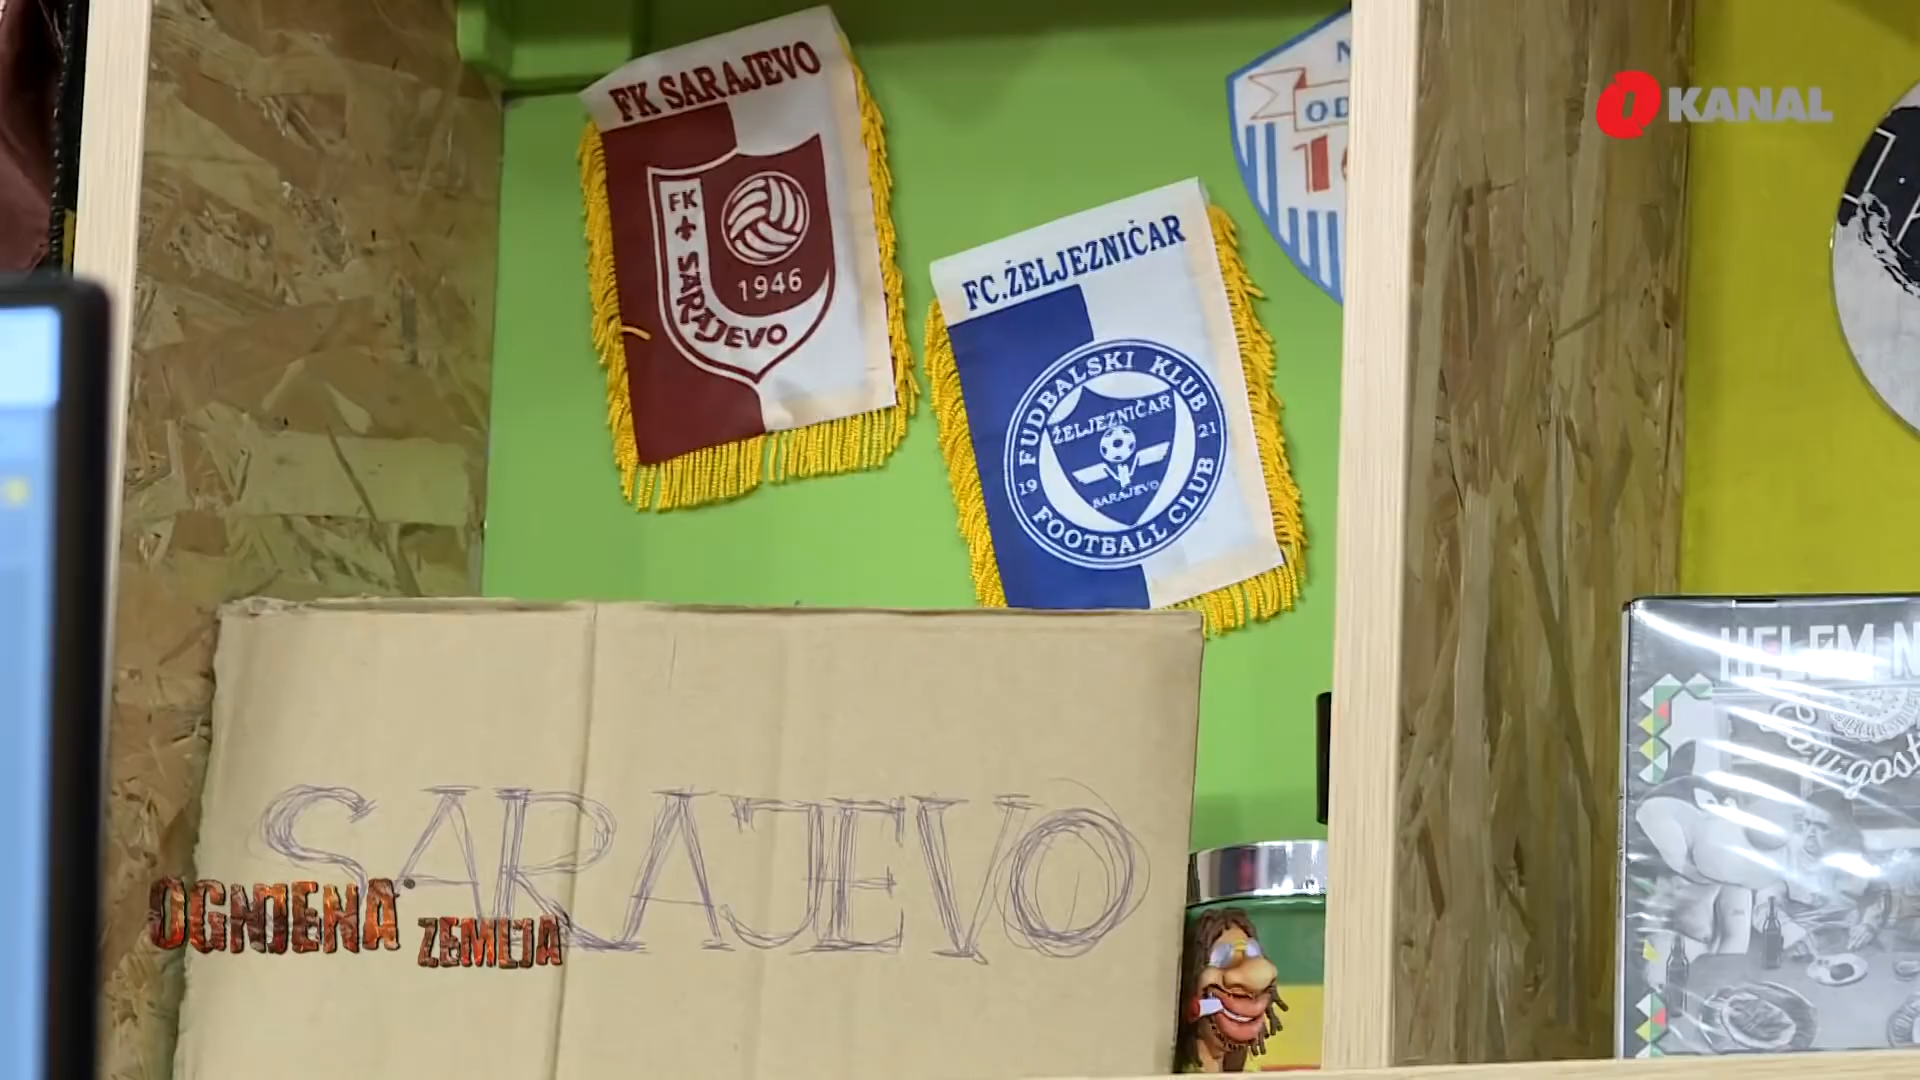 FK SARAJEVO
FK
SARAJEVO
1946
FC.ŽELJEZNIČAR
FUDBALSKI KLUB
ŽELJEZNIČAR
SARAJEVO
19 21
FOOTBALL CLUB
KANAL
SARAJEVO
OGNJENA
ZEMLJA
HELEM